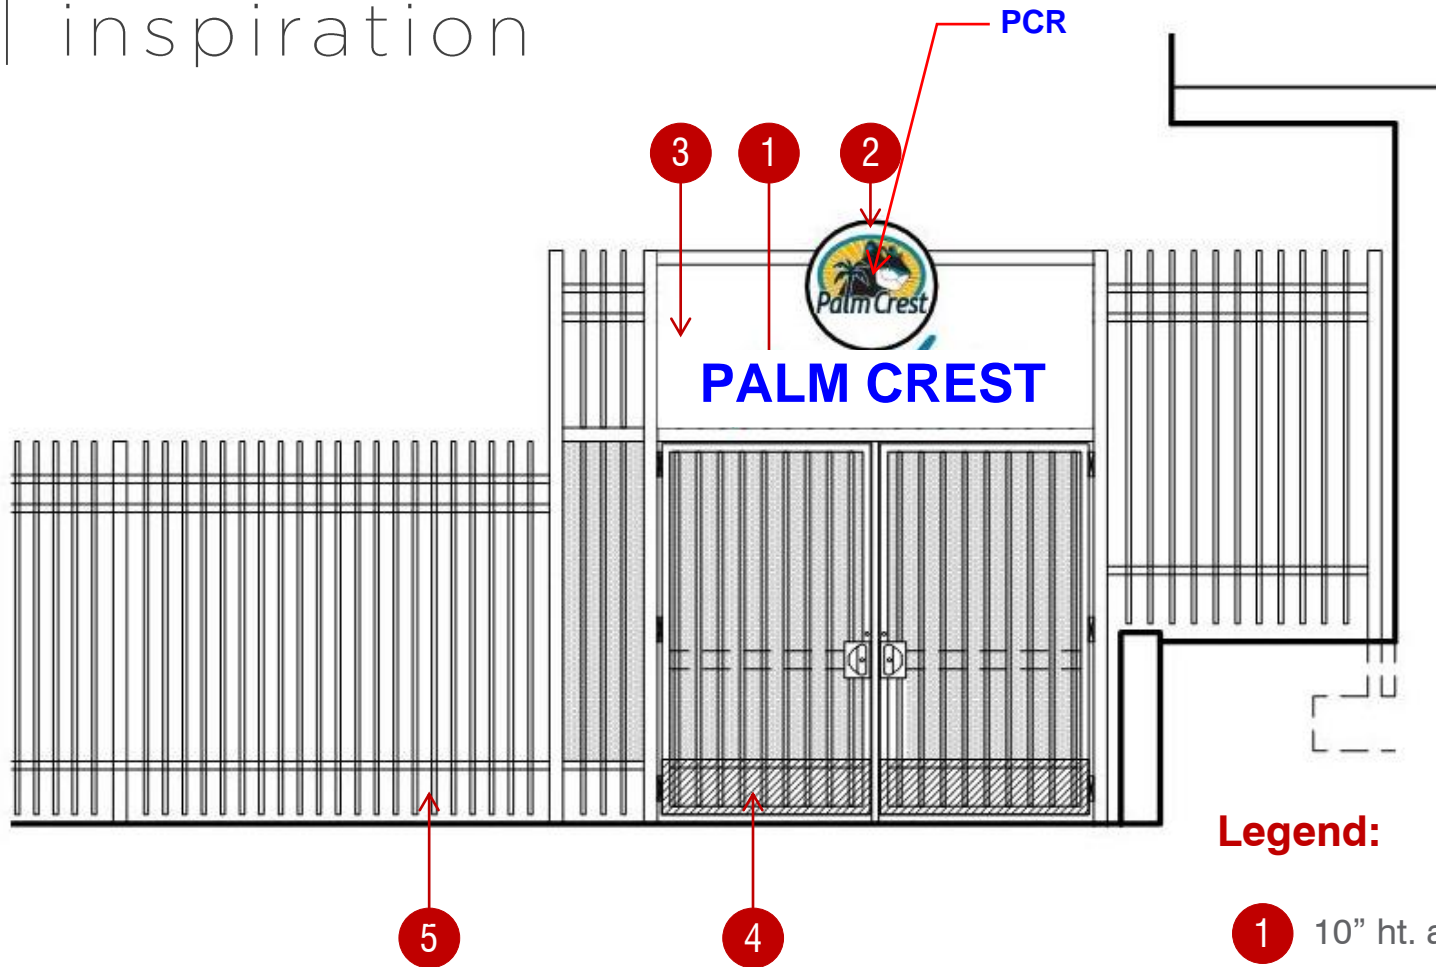 inspiration
PCR
3
1
2
Palm Crest
PALM CREST
Legend:
5
4
1 10” ht.